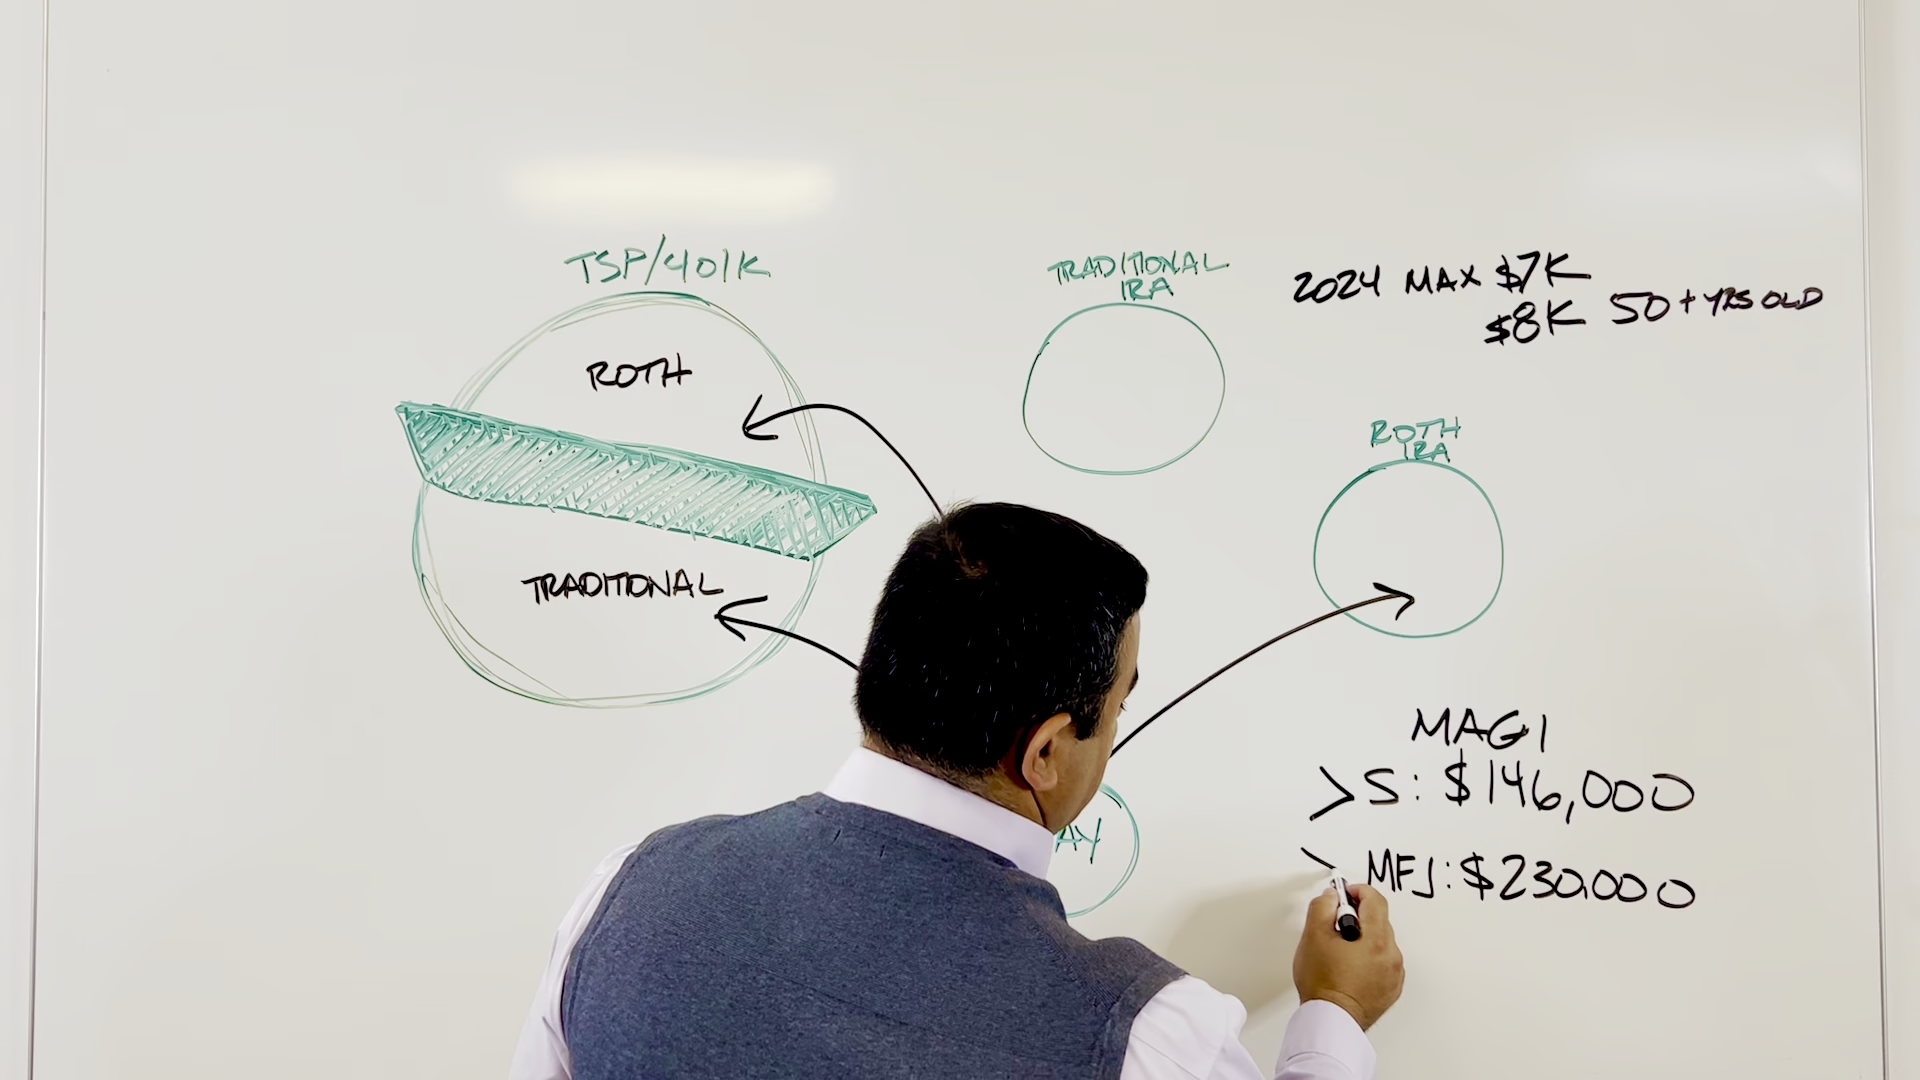 TSP/401K
ROTH
TRADITIONAL
TRADITIONAL
IRA
2024 MAX $7K
$8K 50+ YRS OLD
ROTH
IRA
MAGI
>S: $146,000
MFJ: $230,000